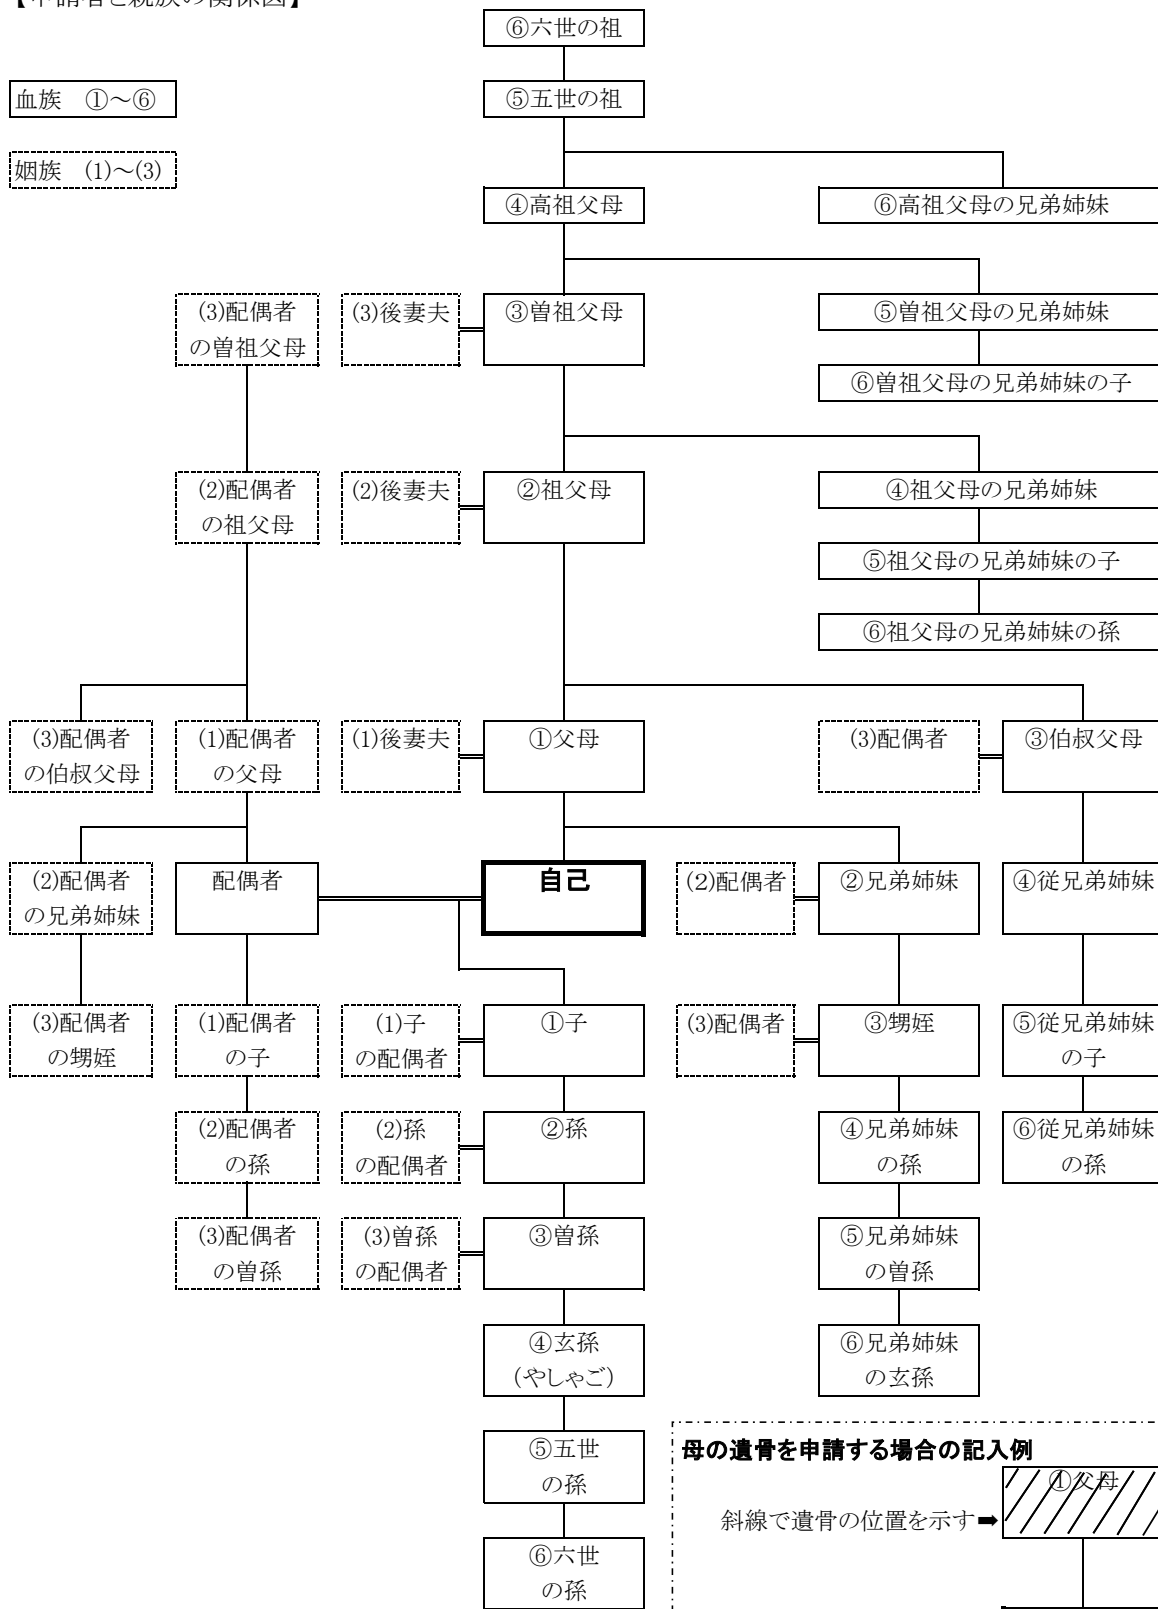 【申請者と親族の関係図】
⑥六世の祖
血族　①～⑥
⑤五世の祖
姻族　(1)～(3)
④高祖父母
⑥高祖父母の兄弟姉妹
(3)配偶者
の曽祖父母
(3)後妻夫
③曽祖父母
⑤曽祖父母の兄弟姉妹
⑥曽祖父母の兄弟姉妹の子
(2)配偶者
の祖父母
(2)後妻夫
②祖父母
④祖父母の兄弟姉妹
⑤祖父母の兄弟姉妹の子
⑥祖父母の兄弟姉妹の孫
(3)配偶者
の伯叔父母
(1)配偶者
の父母
(1)後妻夫
①父母
(3)配偶者
③伯叔父母
(2)配偶者
の兄弟姉妹
配偶者
自己
(2)配偶者
②兄弟姉妹
④従兄弟姉妹
(3)配偶者
の甥姪
(1)配偶者
の子
(1)子
の配偶者
①子
(3)配偶者
③甥姪
⑤従兄弟姉妹
の子
(2)配偶者
の孫
(2)孫
の配偶者
②孫
④兄弟姉妹
の孫
⑥従兄弟姉妹
の孫
(3)配偶者
の曽孫
(3)曽孫
の配偶者
③曽孫
⑤兄弟姉妹
の曽孫
④玄孫
(やしゃご)
⑥兄弟姉妹
の玄孫
⑤五世
の孫
⑥六世
の孫
母の遺骨を申請する場合の記入例
①父母
斜線で遺骨の位置を示す➡